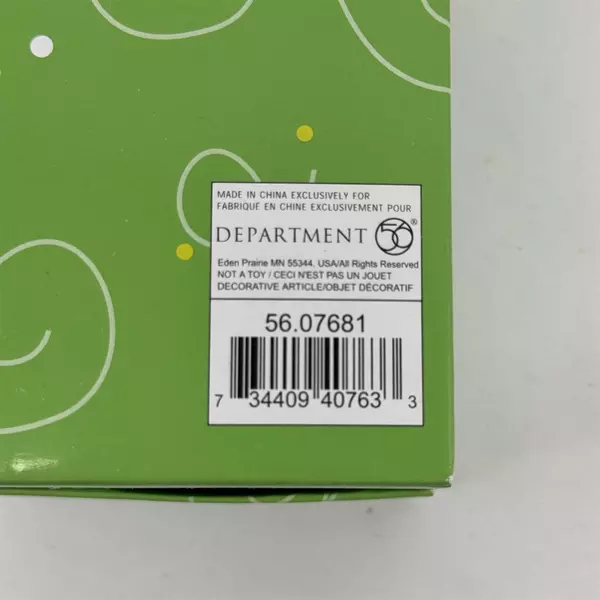 MADE IN CHINA EXCLUSIVELY FOR
FABRIQUÉ EN CHINE EXCLUSIVEMENT POUR
DEPARTMENT 56®
Eden Prairie MN 55344, USA/All Rights Reserved
NOT A TOY / CECI N'EST PAS UN JOUET
DECORATIVE ARTICLE/OBJET DÉCORATIF
56.07681
7 34409 40763 3